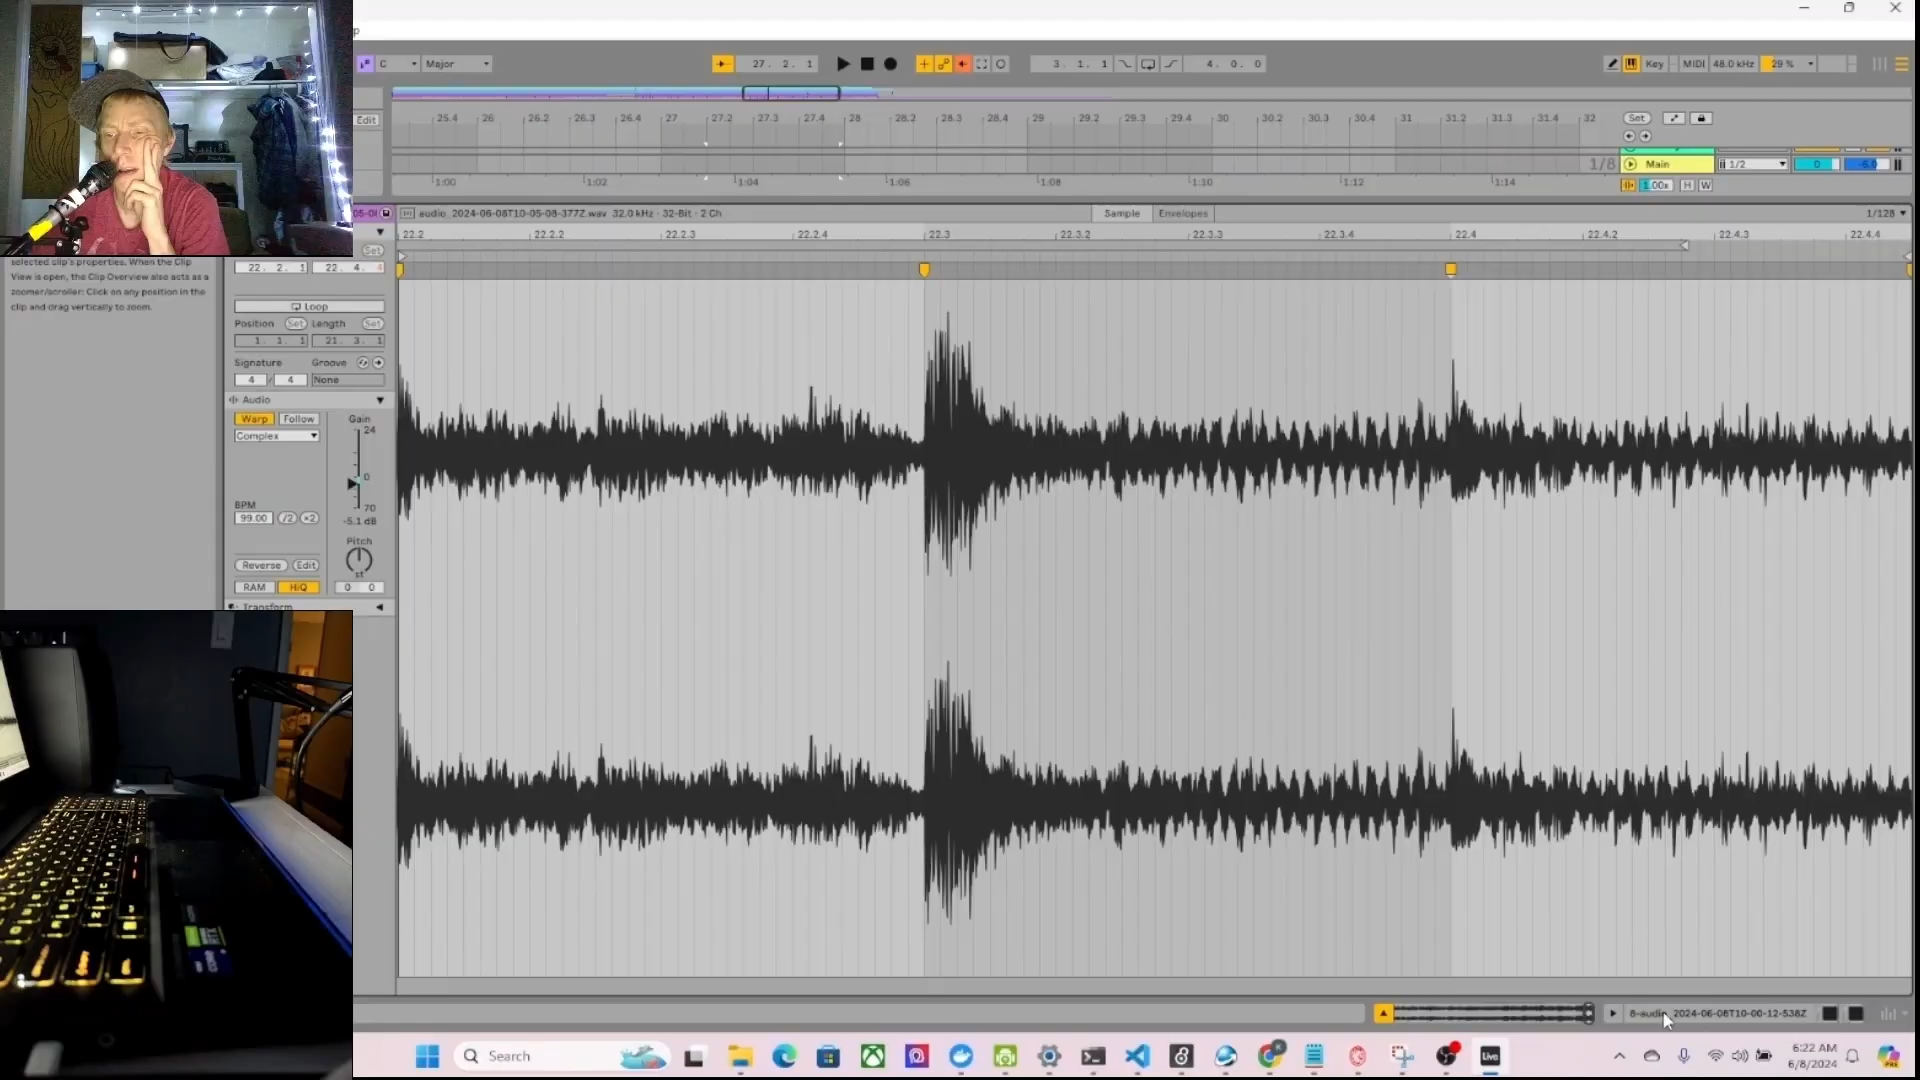 C Major 27. 2. 1 3. 1. 1 4. 0. 0 Key MIDI 48.0 kHz 29 %
Edit 25.4 26 26.2 26.3 26.4 27 27.2 27.3 27.4 28 28.2 28.3 28.4 29 29.2 29.3 29.4 30 30.2 30.3 30.4 31 31.2 31.3 31.4 32 Set
1/8 Main 1/2 0 -5.0
1:00 1:02 1:04 1:06 1:08 1:10 1:12 1:14 1.00x H W
audio_2024-06-08T10-05-08-377Z.wav 32.0 kHz · 32-Bit · 2 Ch Sample Envelopes 1/128
22.2 22.2.2 22.2.3 22.2.4 22.3 22.3.2 22.3.3 22.3.4 22.4 22.4.2 22.4.3 22.4.4
Set
selected clip's properties. When the Clip
View is open, the Clip Overview also acts as a
zoomer/scroller: Click on any position in the
clip and drag vertically to zoom.
22. 2. 1 22. 4. 4
Loop
Position Set Length Set
1. 1. 1 21. 3. 1
Signature Groove
4 / 4 None
Audio
Warp Follow Gain
Complex 24
0
BPM 70
99.00 /2 ×2 -5.1 dB
Pitch
Reverse Edit st
RAM HiQ 0 0
Transform
8-audio_2024-06-08T10-00-12-538Z
Search Live 6:22 AM
6/8/2024